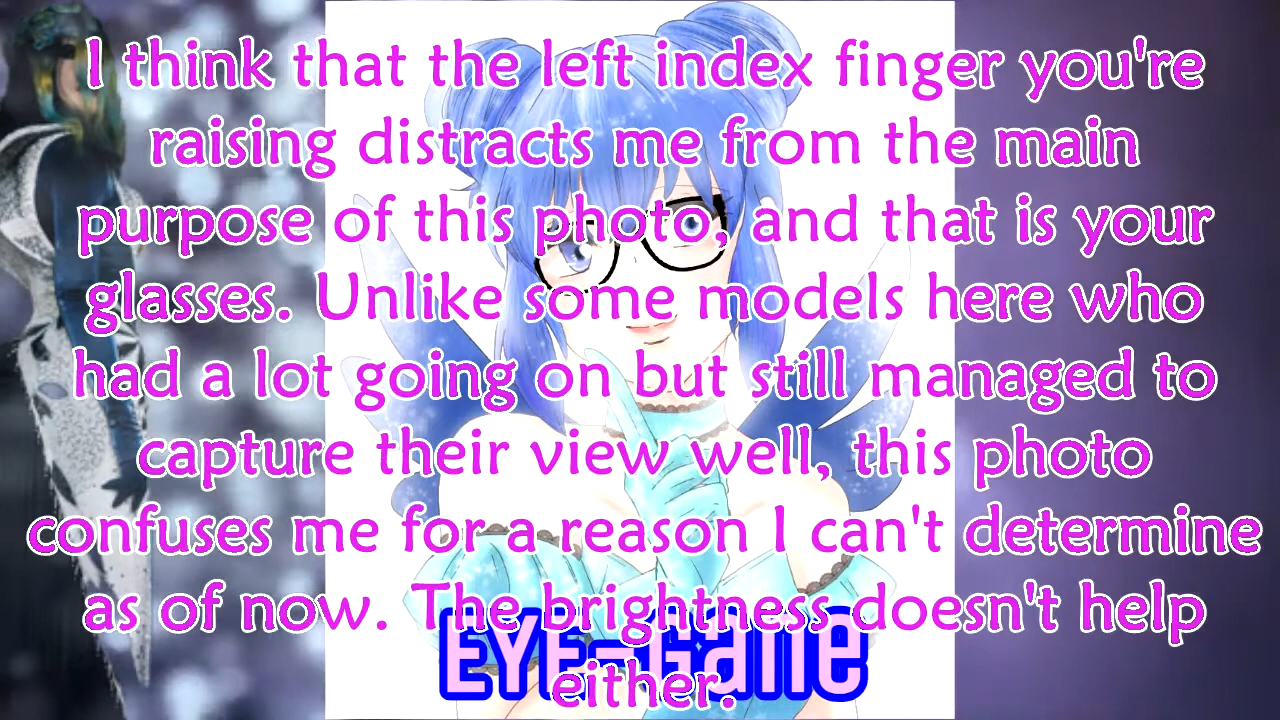 I think that the left index finger you're
raising distracts me from the main
purpose of this photo, and that is your
glasses. Unlike some models here who
had a lot going on but still managed to
capture their view well, this photo
confuses me for a reason I can't determine
as of now. The brightness doesn't help
either.